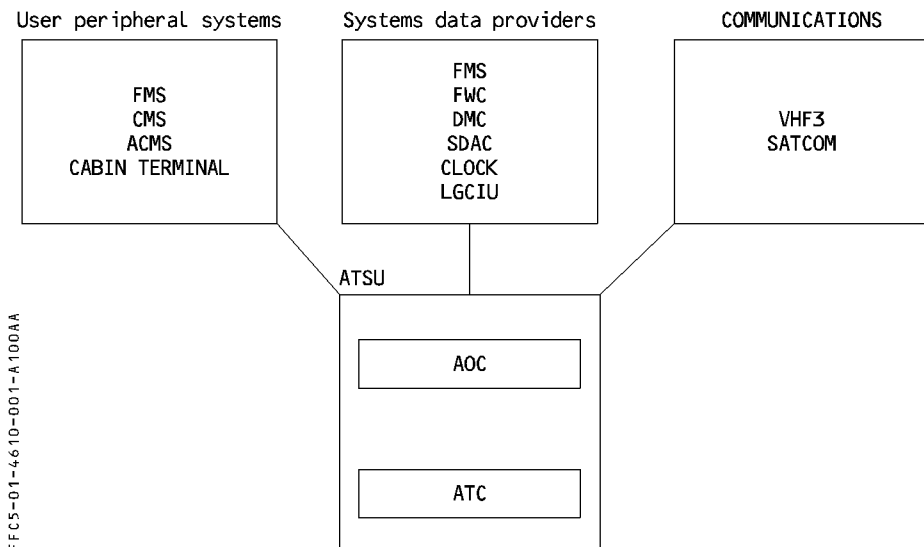 User peripheral systems
FMS
CMS
ACMS
CABIN TERMINAL
Systems data providers
FMS
FWC
DMC
SDAC
CLOCK
LGCIU
COMMUNICATIONS
VHF3
SATCOM
ATSU
AOC
ATC
FFC5-01-4610-001-A100AA